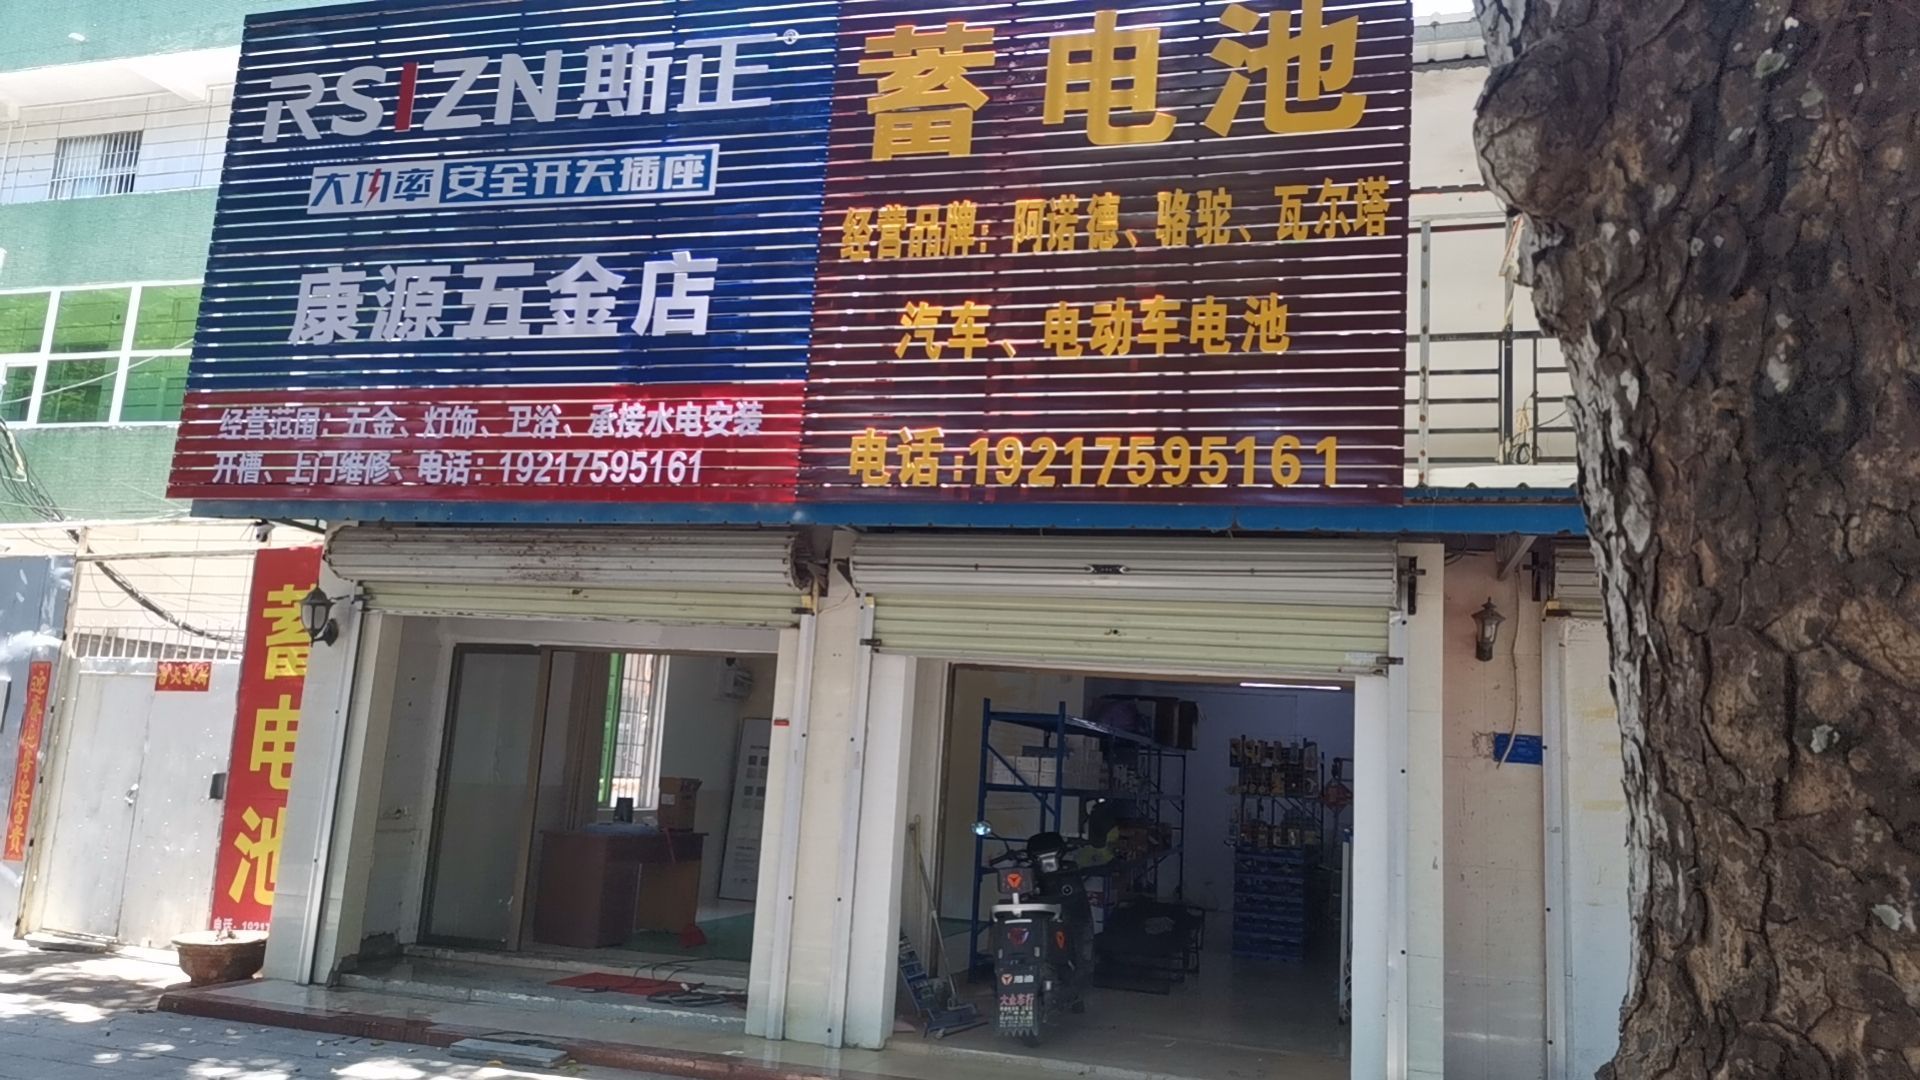 RSIZN斯正®
大功率 安全开关插座
康源五金店
经营范围：五金、灯饰、卫浴、承接水电安装
开槽、上门维修、电话：19217595161
蓄电池
经营品牌：阿诺德、骆驼、瓦尔塔
汽车、电动车电池
电话：19217595161
蓄电池
电话：19217